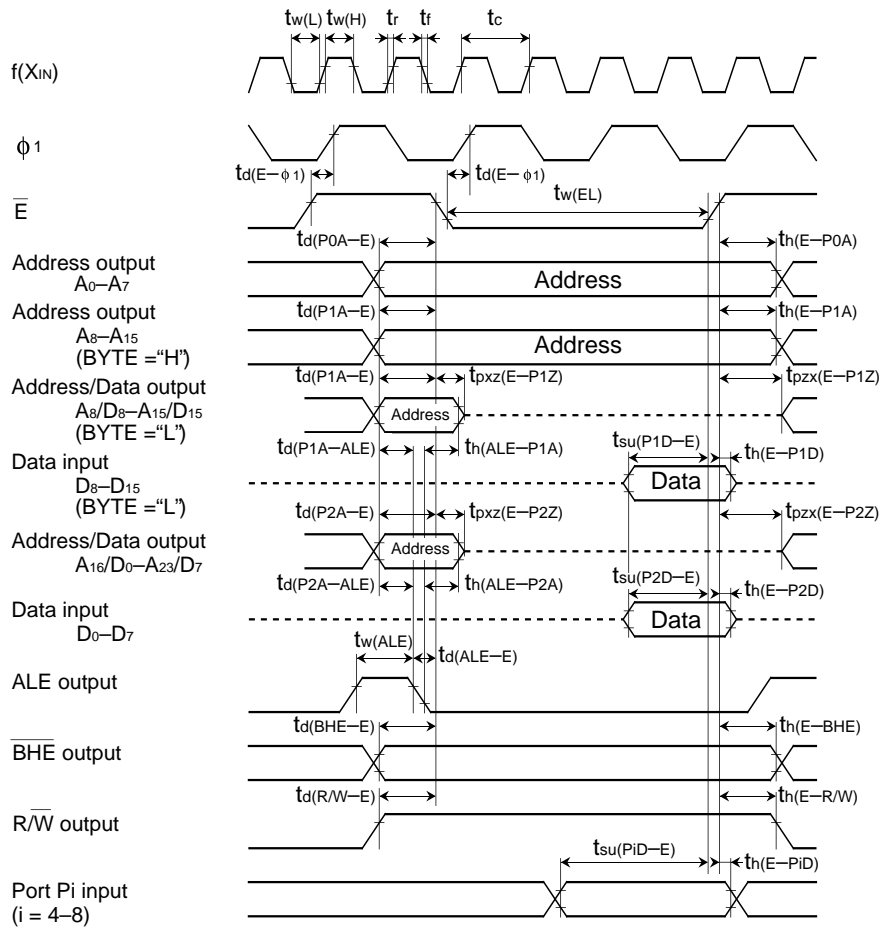 tw(L) tw(H) tr tf tc
f(XIN)
ϕ1
td(E–ϕ1) td(E–ϕ1)
tw(EL)
E̅
td(P0A–E) th(E–P0A)
Address output
A0–A7
Address
td(P1A–E) th(E–P1A)
Address output
A8–A15
(BYTE =“H”)
Address
td(P1A–E) tpxz(E–P1Z) tpzx(E–P1Z)
Address/Data output
A8/D8–A15/D15
(BYTE =“L”)
Address
td(P1A–ALE) th(ALE–P1A) tsu(P1D–E) th(E–P1D)
Data input
D8–D15
(BYTE =“L”)
Data
td(P2A–E) tpxz(E–P2Z) tpzx(E–P2Z)
Address/Data output
A16/D0–A23/D7
Address
td(P2A–ALE) th(ALE–P2A) tsu(P2D–E) th(E–P2D)
Data input
D0–D7
Data
tw(ALE) td(ALE–E)
ALE output
td(BHE–E) th(E–BHE)
B̅H̅E̅ output
td(R/W–E) th(E–R/W)
R/W̅ output
tsu(PiD–E) th(E–PiD)
Port Pi input
(i = 4–8)